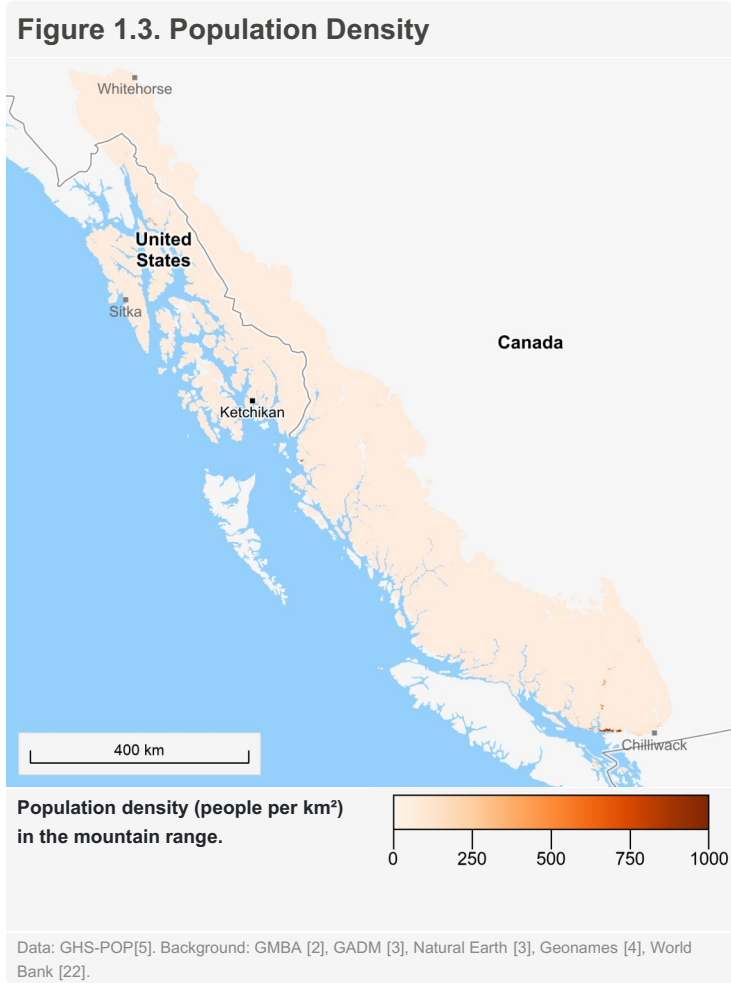 Figure 1.3. Population Density
Whitehorse
United
States
Sitka
Canada
Ketchikan
Chilliwack
400 km
Population density (people per km²)
in the mountain range.
0 250 500 750 1000
Data: GHS-POP[5]. Background: GMBA [2], GADM [3], Natural Earth [3], Geonames [4], World
Bank [22].